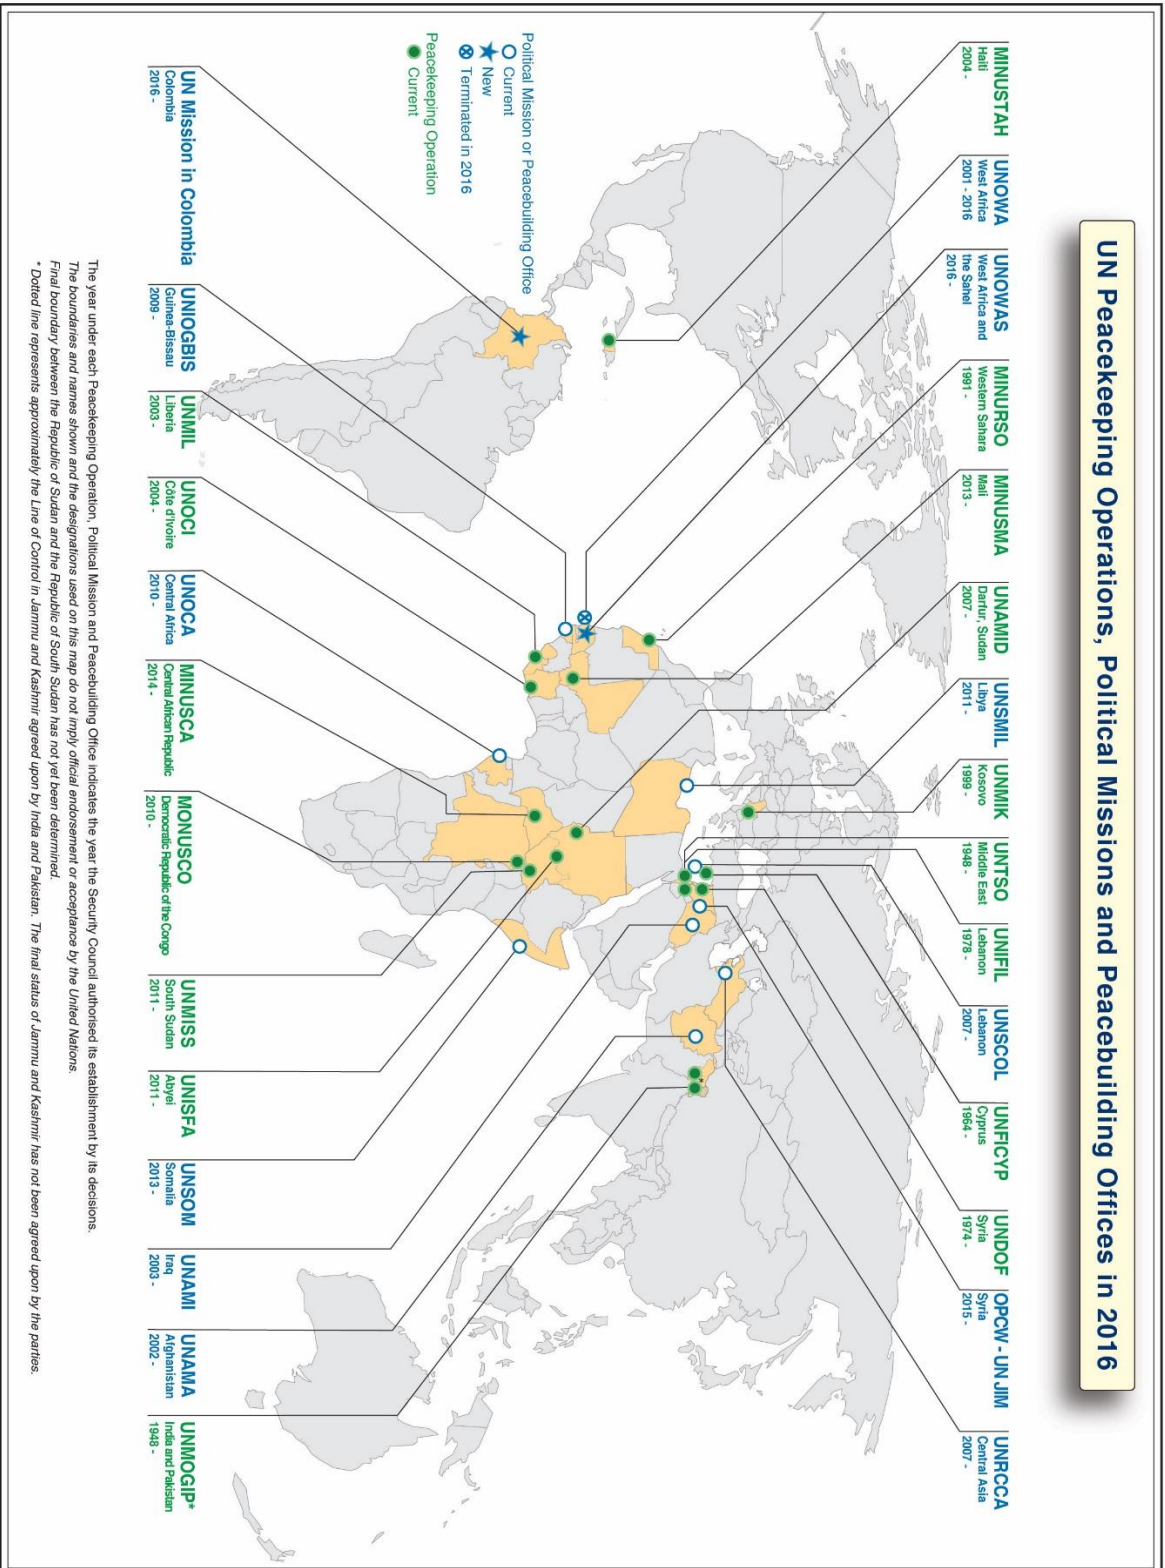 UN Peacekeeping Operations, Political Missions and Peacebuilding Offices in 2016
MINUSTAH
Haiti
2004 -
UNOWA
West Africa
2001 - 2016
UNOWAS
West Africa and
the Sahel
2016 -
MINURSO
Western Sahara
1991 -
MINUSMA
Mali
2013 -
UNAMID
Darfur, Sudan
2007 -
UNSMIL
Libya
2011 -
UNMIK
Kosovo
1999 -
UNTSO
Middle East
1948 -
UNIFIL
Lebanon
1978 -
UNSCOL
Lebanon
2007 -
UNFICYP
Cyprus
1964 -
UNDOF
Syria
1974 -
OPCW - UN JIM
Syria
2015 -
UNRCCA
Central Asia
2007 -
Political Mission or Peacebuilding Office
Current
New
Terminated in 2016
Peacekeeping Operation
Current
*
UN Mission in Colombia
Colombia
2016 -
UNIOGBIS
Guinea-Bissau
2009 -
UNMIL
Liberia
2003 -
UNOCI
Côte d'Ivoire
2004 -
UNOCA
Central Africa
2010 -
MINUSCA
Central African Republic
2014 -
MONUSCO
Democratic Republic of the Congo
2010 -
UNMISS
South Sudan
2011 -
UNISFA
Abyei
2011 -
UNSOM
Somalia
2013 -
UNAMI
Iraq
2003 -
UNAMA
Afghanistan
2002 -
UNMOGIP*
India and Pakistan
1948 -
The year under each Peacekeeping Operation, Political Mission and Peacebuilding Office indicates the year the Security Council authorised its establishment by its decisions.
The boundaries and names shown and the designations used on this map do not imply official endorsement or acceptance by the United Nations.
Final boundary between the Republic of Sudan and the Republic of South Sudan has not yet been determined.
* Dotted line represents approximately the Line of Control in Jammu and Kashmir agreed upon by India and Pakistan. The final status of Jammu and Kashmir has not been agreed upon by the parties.